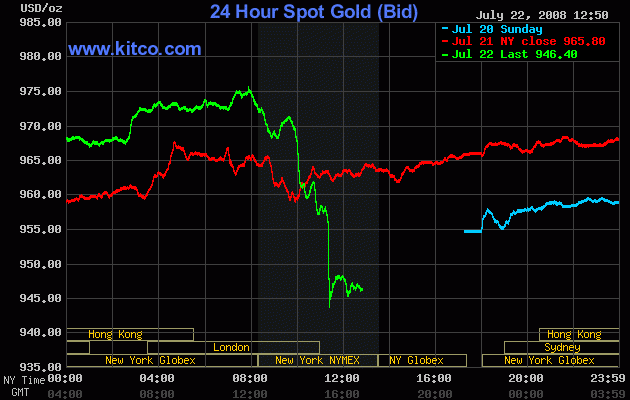 USD/oz
24 Hour Spot Gold (Bid)
July 22, 2008 12:50
www.kitco.com
Jul 20 Sunday
Jul 21 NY close 965.80
Jul 22 Last 946.40
985.00
980.00
975.00
970.00
965.00
960.00
955.00
950.00
945.00
940.00
935.00
Hong Kong
Hong Kong
London
Sydney
New York Globex
New York NYMEX
NY Globex
New York Globex
NY Time
00:00
04:00
08:00
12:00
16:00
20:00
23:59
GMT
04:00
08:00
12:00
16:00
20:00
00:00
03:59